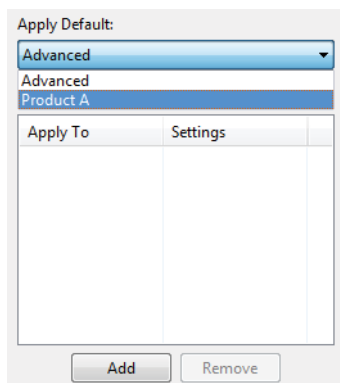 Apply Default:
Advanced
Advanced
Product A
Apply To Settings
Add Remove